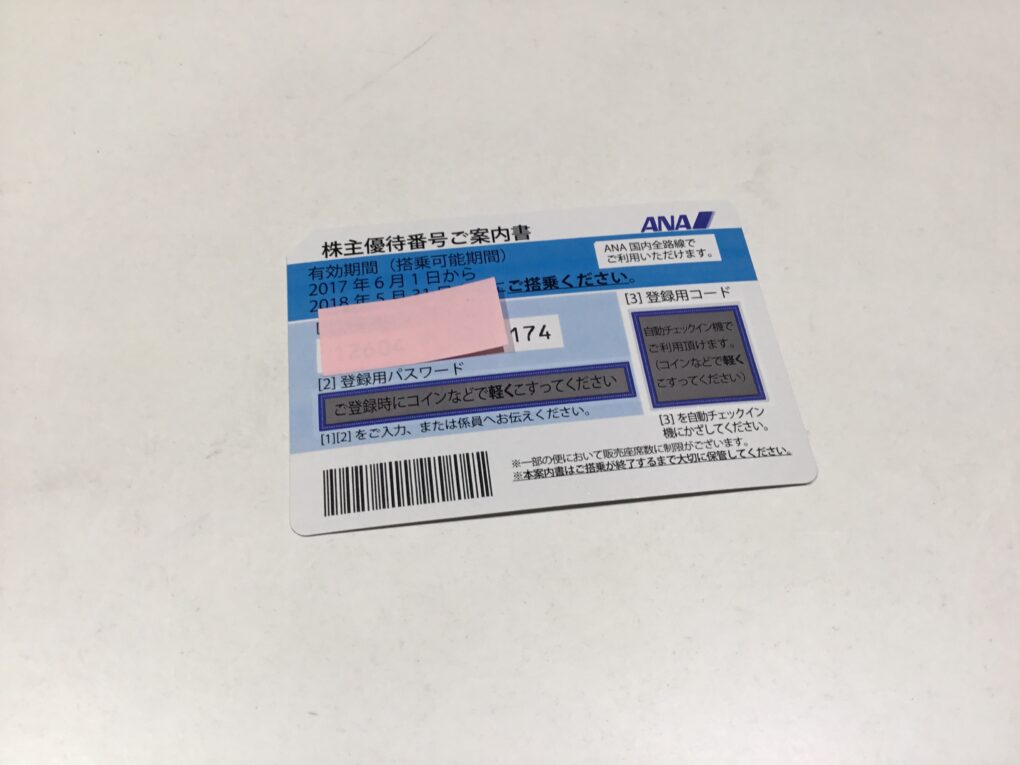 株主優待番号ご案内書
ANA
ANA 国内全路線で
ご利用いただけます。
有効期間（搭乗可能期間）
2017 年 6 月 1 日から
2018 年 5 月 31 日 ご搭乗ください。
174
[2] 登録用パスワード
ご登録時にコインなどで軽くこすってください
[1][2] をご入力、または係員へお伝えください。
[3] 登録用コード
自動チェックイン機で
ご利用頂けます。
（コインなどで軽く
こすってください）
[3] を自動チェックイン
機にかざしてください。
※一部の便において販売座席数に制限がございます。
※本案内書はご搭乗が終了するまで大切に保管してください。